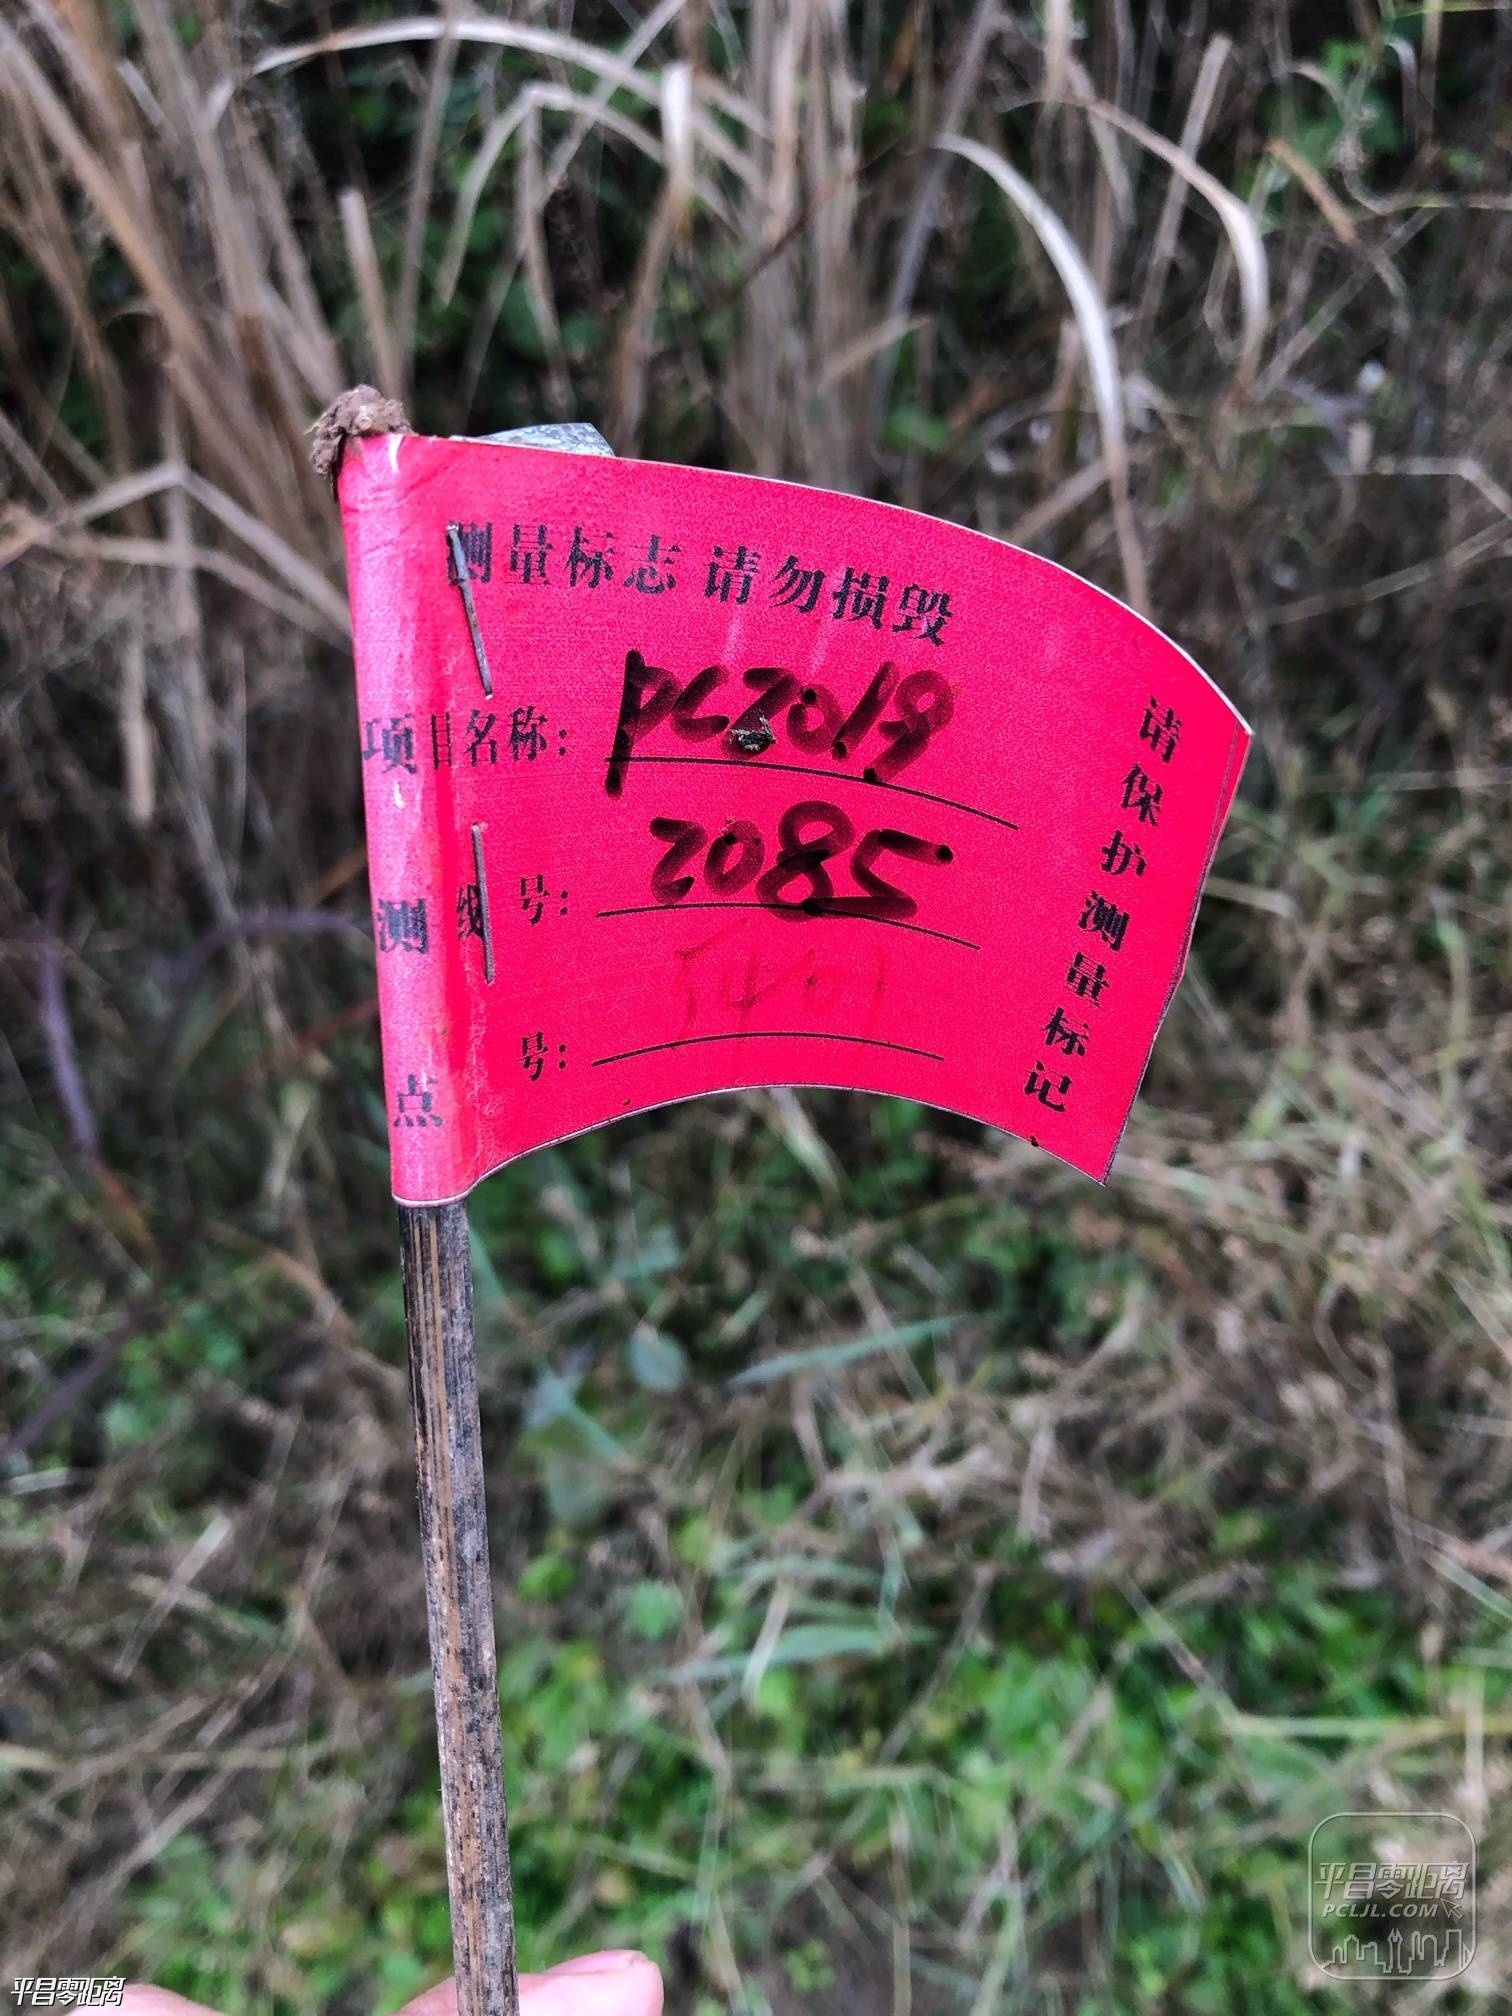 测量标志 请勿损毁
项目名称: pc2019
测线号: 2085
点号:
请保护测量标记
平昌零距离
PCLJL.COM
平昌零距离